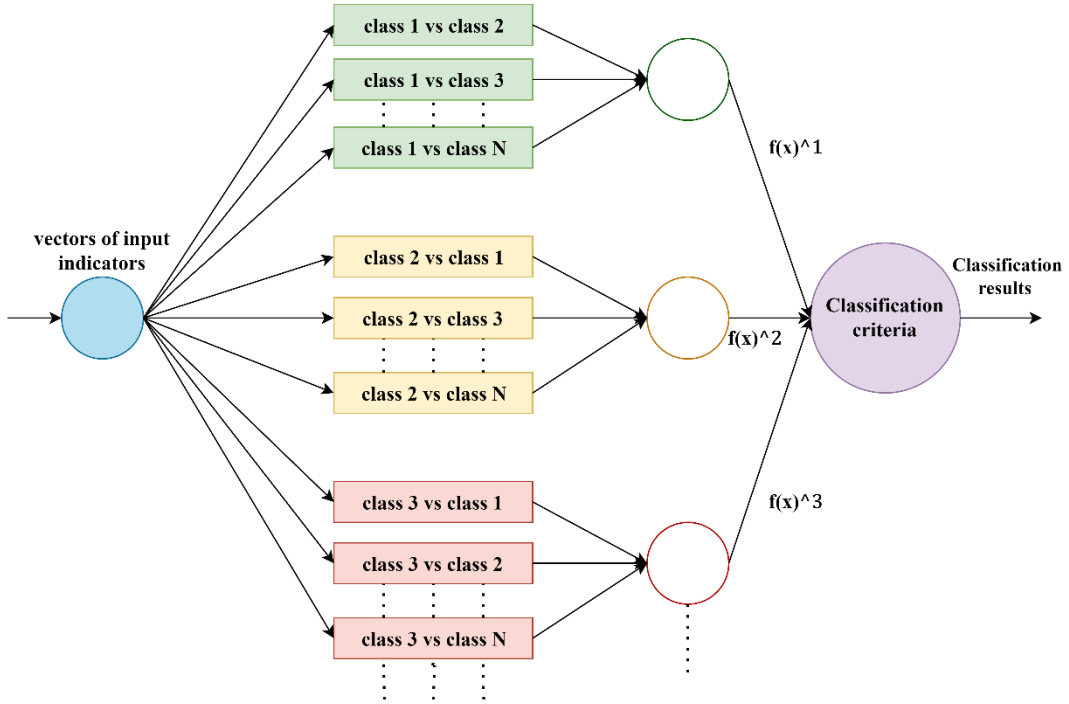 class 1 vs class 2
class 1 vs class 3
class 1 vs class N
f(x)^1
vectors of input
indicators
class 2 vs class 1
class 2 vs class 3
class 2 vs class N
f(x)^2
Classification
criteria
Classification
results
class 3 vs class 1
class 3 vs class 2
class 3 vs class N
f(x)^3